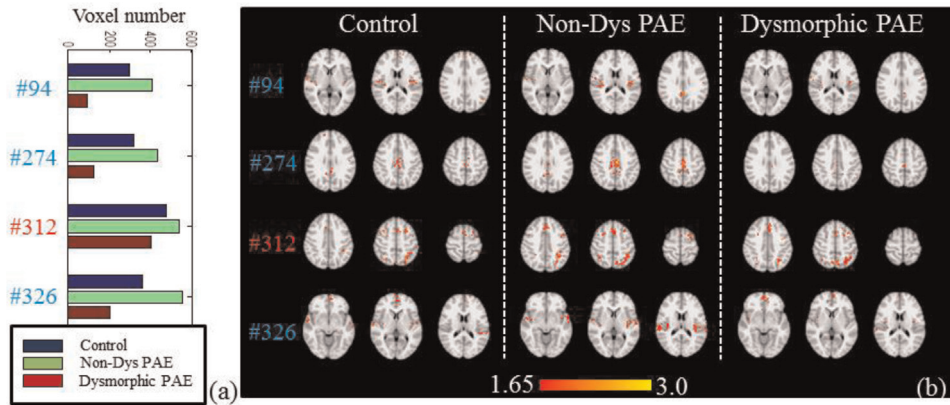 Voxel number
0
200
400
600
#94
#274
#312
#326
Control
Non-Dys PAE
Dysmorphic PAE
(a)
Control Non-Dys PAE Dysmorphic PAE
#94
#274
#312
#326
1.65 3.0
(b)